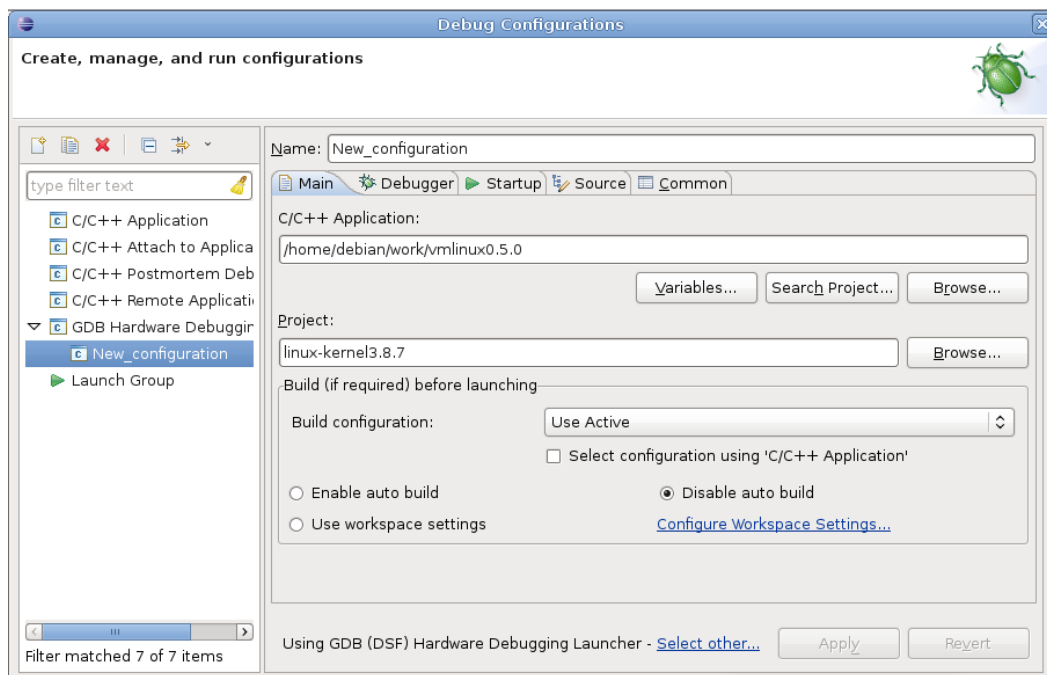 Debug Configurations
Create, manage, and run configurations
type filter text
C/C++ Application
C/C++ Attach to Applica
C/C++ Postmortem Deb
C/C++ Remote Applicati
GDB Hardware Debuggin
New_configuration
Launch Group
Filter matched 7 of 7 items
Name: New_configuration
Main Debugger Startup Source Common
C/C++ Application:
/home/debian/work/vmlinux0.5.0
Variables... Search Project... Browse...
Project:
linux-kernel3.8.7 Browse...
Build (if required) before launching
Build configuration: Use Active
Select configuration using 'C/C++ Application'
Enable auto build Disable auto build
Use workspace settings Configure Workspace Settings...
Using GDB (DSF) Hardware Debugging Launcher - Select other... Apply Revert